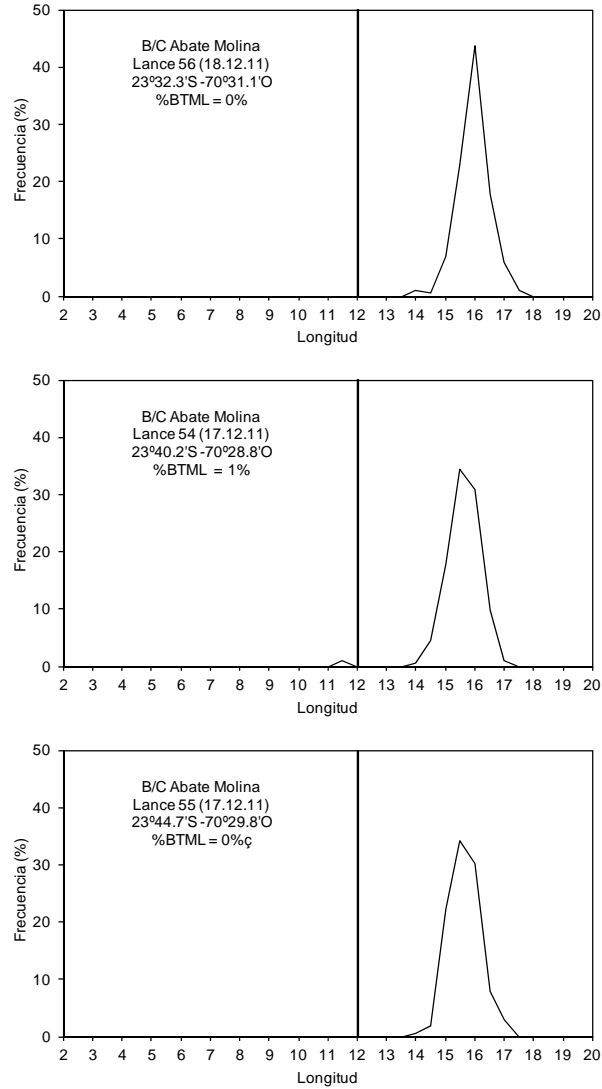 50
B/C Abate Molina
Lance 56 (18.12.11)
40
23º32.3'S -70º31.1'O
%BTML = 0%
30
Frecuencia (%)
20
10
0
2 3 4 5 6 7 8 9 10 11 12 13 14 15 16 17 18 19 20
Longitud
50
B/C Abate Molina
Lance 54 (17.12.11)
40
23º40.2'S -70º28.8'O
%BTML = 1%
30
Frecuencia (%)
20
10
0
2 3 4 5 6 7 8 9 10 11 12 13 14 15 16 17 18 19 20
Longitud
50
B/C Abate Molina
Lance 55 (17.12.11)
40
23º44.7'S -70º29.8'O
%BTML = 0%ç
30
Frecuencia (%)
20
10
0
2 3 4 5 6 7 8 9 10 11 12 13 14 15 16 17 18 19 20
Longitud